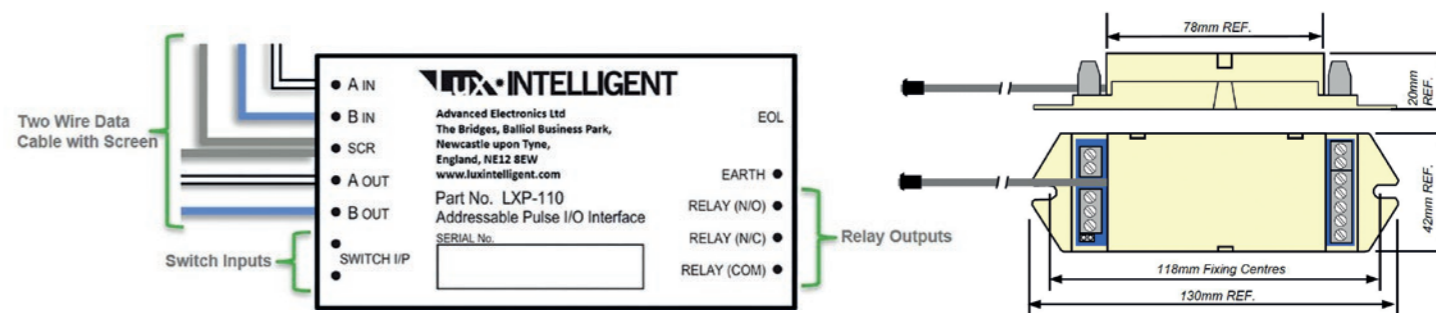 Two Wire Data
Cable with Screen
Switch Inputs
A IN
B IN
SCR
A OUT
B OUT
SWITCH I/P
LUX INTELLIGENT
Advanced Electronics Ltd
The Bridges, Balliol Business Park,
Newcastle upon Tyne,
England, NE12 8EW
www.luxintelligent.com
Part No. LXP-110
Addressable Pulse I/O Interface
SERIAL No.
EOL
EARTH
RELAY (N/O)
RELAY (N/C)
RELAY (COM)
Relay Outputs
78mm REF.
20mm
REF.
42mm REF.
118mm Fixing Centres
130mm REF.